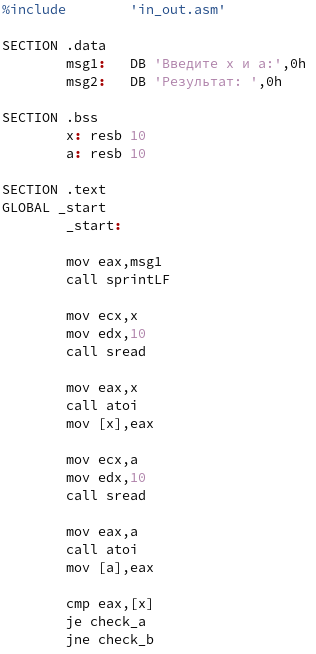 %include        'in_out.asm'
SECTION .data
msg1:   DB 'Введите x и a:',0h
msg2:   DB 'Результат: ',0h
SECTION .bss
x: resb 10
a: resb 10
SECTION .text
GLOBAL _start
_start:
mov eax,msg1
call sprintLF
mov ecx,x
mov edx,10
call sread
mov eax,x
call atoi
mov [x],eax
mov ecx,a
mov edx,10
call sread
mov eax,a
call atoi
mov [a],eax
cmp eax,[x]
je check_a
jne check_b